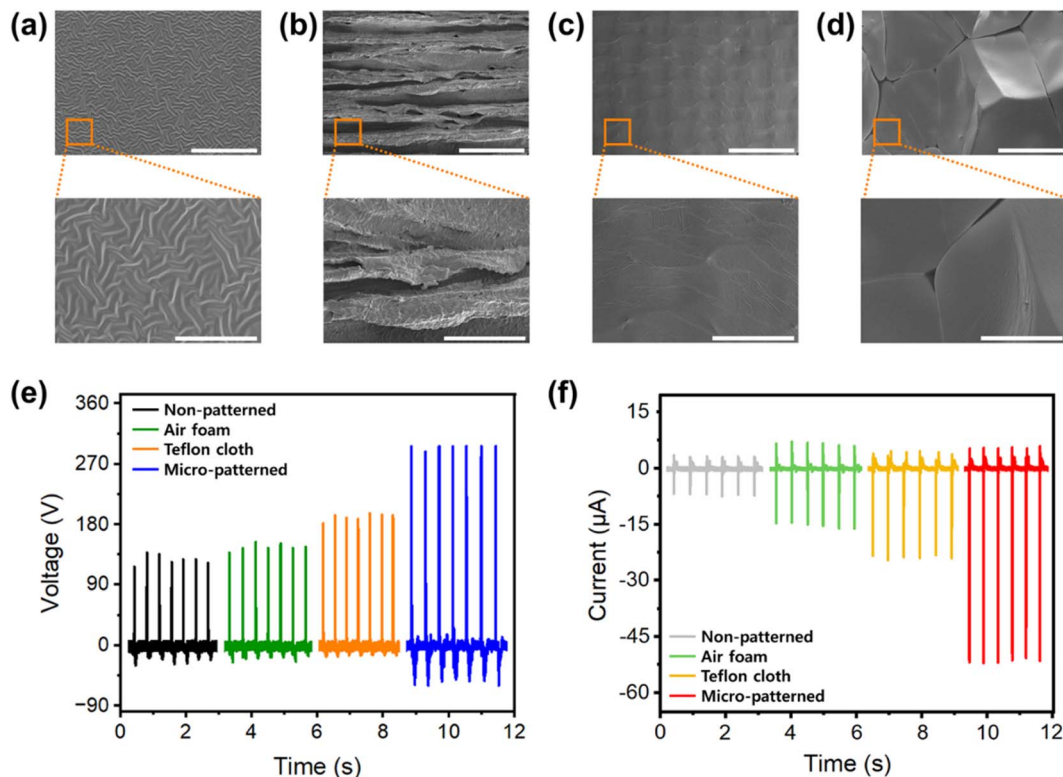 (a)
(b)
(c)
(d)
(e)
360
270
180
90
0
−90
Voltage (V)
Non-patterned
Air foam
Teflon cloth
Micro-patterned
0 2 4 6 8 10 12
Time (s)
(f)
15
0
-15
-30
-45
-60
Current (μA)
Non-patterned
Air foam
Teflon cloth
Micro-patterned
0 2 4 6 8 10 12
Time (s)